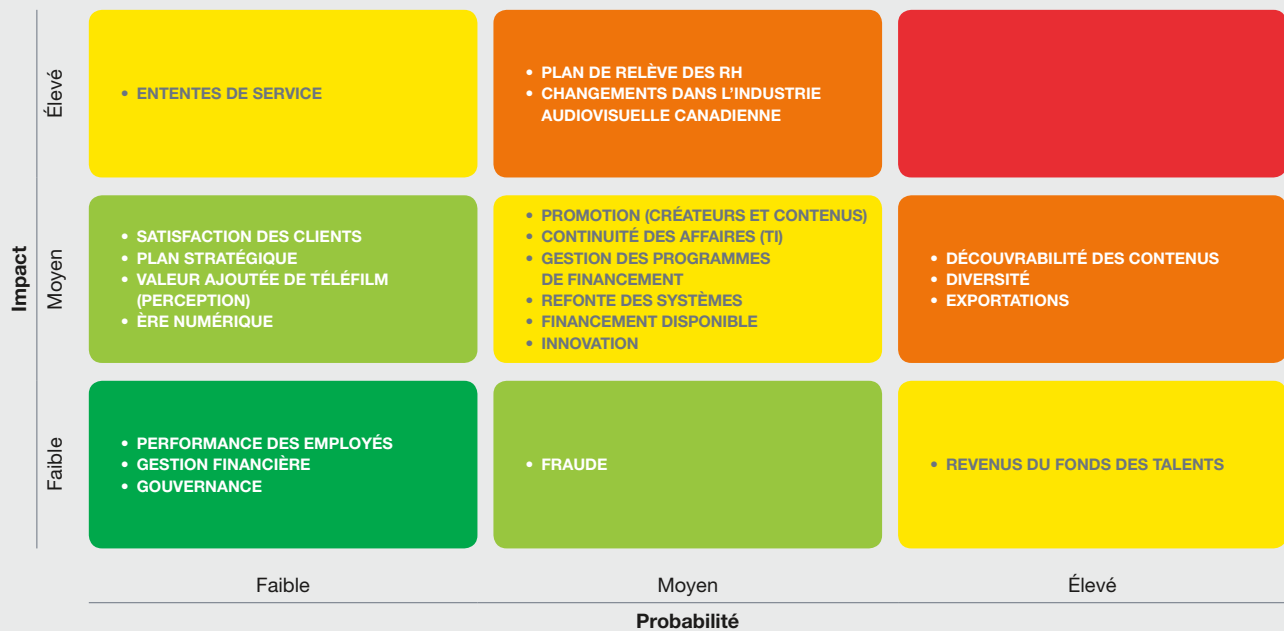 Impact
Élevé
• ENTENTES DE SERVICE
• PLAN DE RELÈVE DES RH
• CHANGEMENTS DANS L’INDUSTRIE
AUDIOVISUELLE CANADIENNE
Moyen
• SATISFACTION DES CLIENTS
• PLAN STRATÉGIQUE
• VALEUR AJOUTÉE DE TÉLÉFILM
(PERCEPTION)
• ÈRE NUMÉRIQUE
• PROMOTION (CRÉATEURS ET CONTENUS)
• CONTINUITÉ DES AFFAIRES (TI)
• GESTION DES PROGRAMMES
DE FINANCEMENT
• REFONTE DES SYSTÈMES
• FINANCEMENT DISPONIBLE
• INNOVATION
• DÉCOUVRABILITÉ DES CONTENUS
• DIVERSITÉ
• EXPORTATIONS
Faible
• PERFORMANCE DES EMPLOYÉS
• GESTION FINANCIÈRE
• GOUVERNANCE
• FRAUDE
• REVENUS DU FONDS DES TALENTS
Faible
Moyen
Élevé
Probabilité